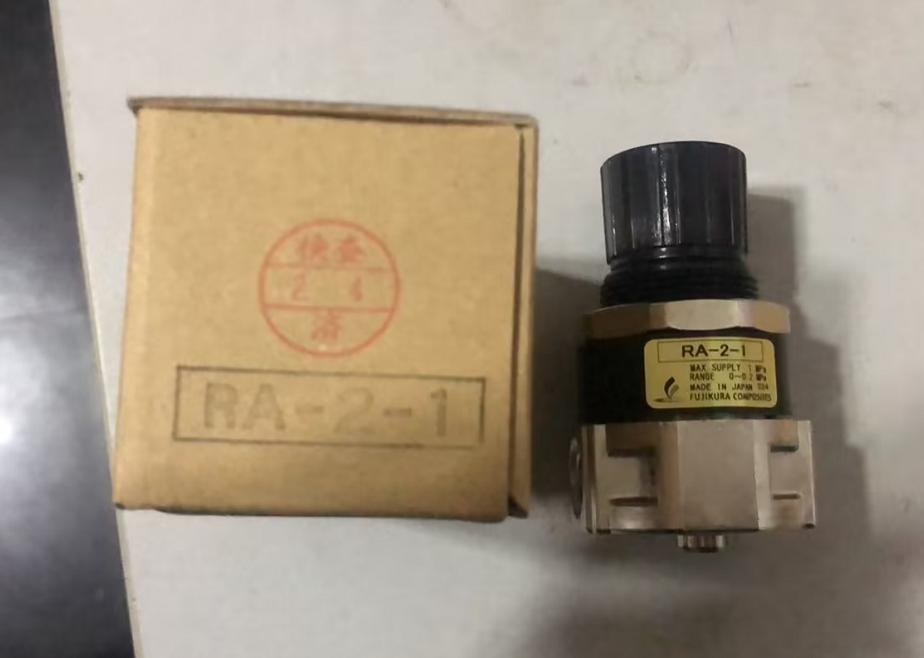 検査
2 4
済
RA-2-1
RA-2-1
MAX SUPPLY 1 MPa
RANGE 0~0.2 MPa
MADE IN JAPAN
FUJIKURA COMPOSITES